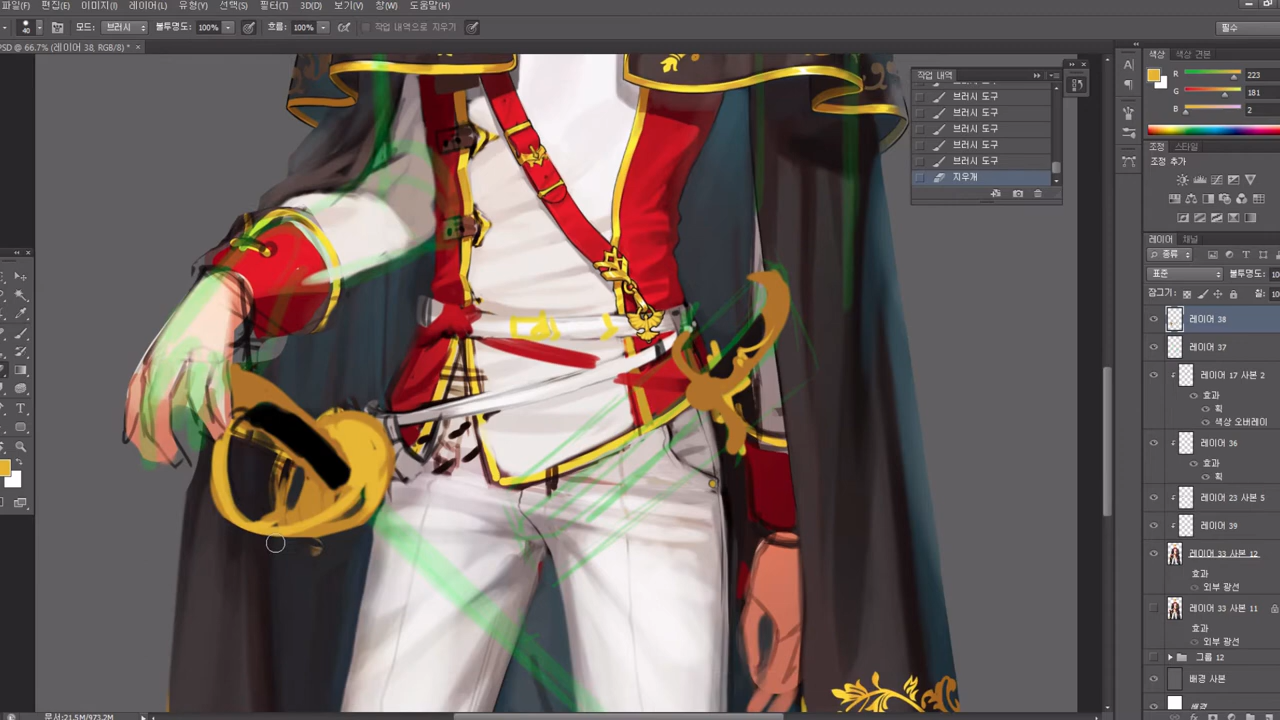 파일(F) 편집(E) 이미지(I) 레이어(L) 유형(Y) 선택(S) 필터(T) 3D(D) 보기(V) 창(W) 도움말(H)
40 모드: 브러시 불투명도: 100% 흐름: 100% 작업 내역으로 지우기 필수
PSD @ 66.7% (레이어 38, RGB/8) *
작업 내역
브러시 도구
브러시 도구
브러시 도구
브러시 도구
브러시 도구
지우개
색상 색상 견본
R 223
G 181
B 2
조정 스타일
조정 추가
레이어 채널
종류
표준 불투명도: 10
잠그기: 칠: 10
레이어 38
레이어 37
레이어 17 사본 2
효과
획
색상 오버레이
레이어 36
효과
획
레이어 23 사본 5
레이어 39
레이어 33 사본 12
효과
외부 광선
레이어 33 사본 11
효과
외부 광선
그룹 12
배경 사본
배경
문서:21.5M/973.2M